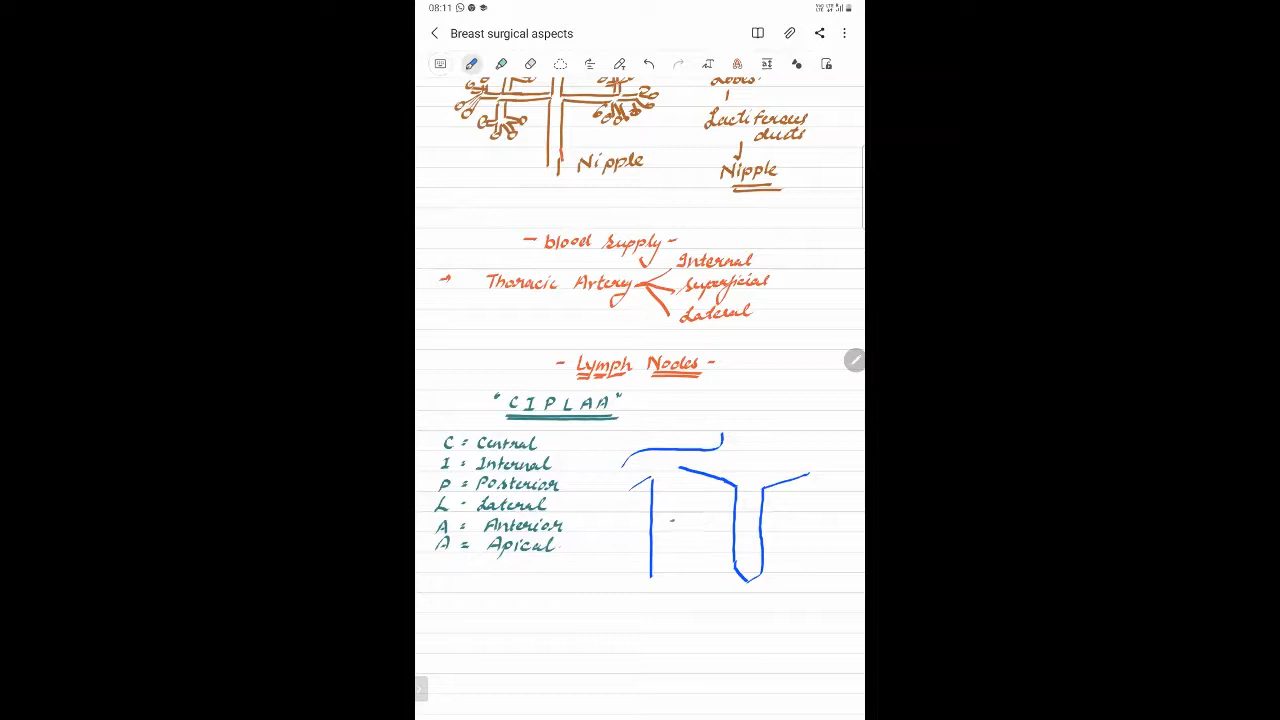 08:11
Breast surgical aspects
Lobes
Lactiferous
ducts
Nipple
Nipple
- blood supply -
→ Thoracic Artery
Internal
superficial
Lateral
- Lymph Nodes -
"CIPLAA"
C = Central
I = Internal
P = Posterior
L - Lateral
A = Anterior
A = Apical